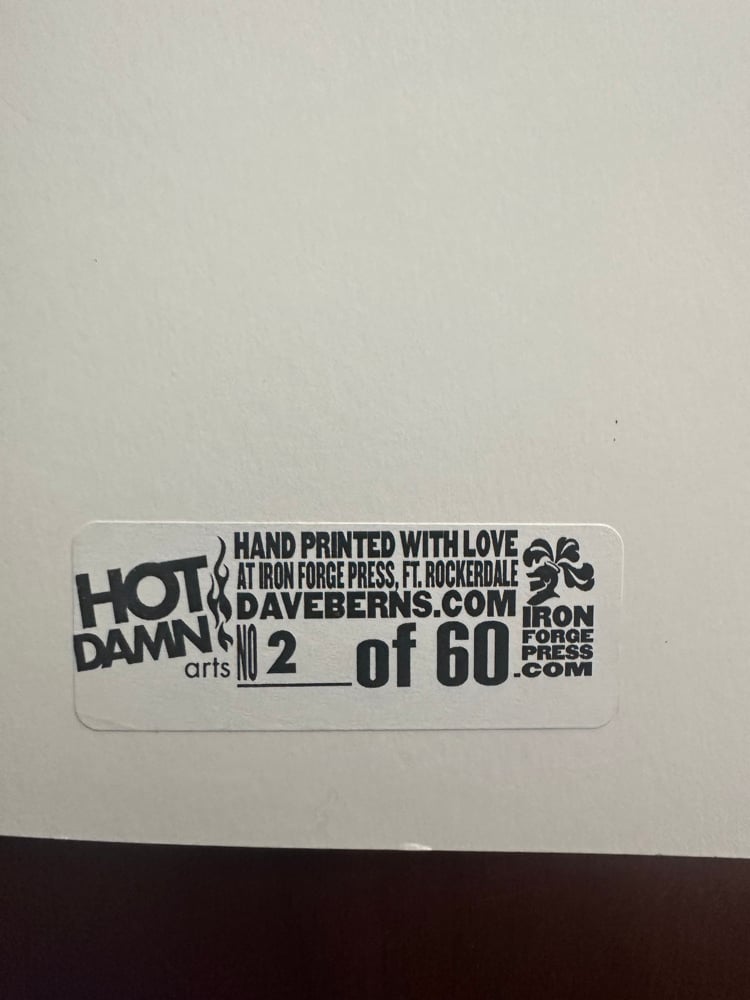 HOT
DAMN
arts
HAND PRINTED WITH LOVE
AT IRON FORGE PRESS, FT. ROCKERDALE
DAVEBERNS.COM
NO 2 of 60
IRON
FORGE
PRESS
.COM